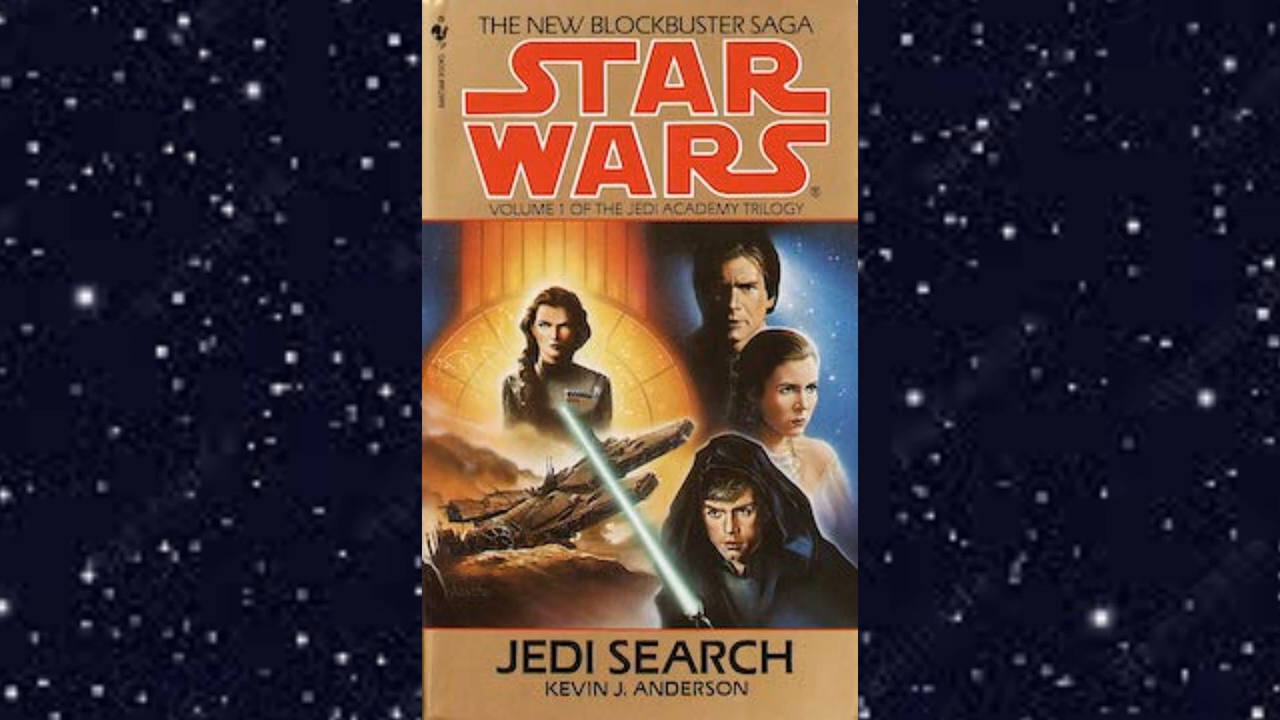 THE NEW BLOCKBUSTER SAGA
STAR
WARS®
VOLUME 1 OF THE JEDI ACADEMY TRILOGY
JEDI SEARCH
KEVIN J. ANDERSON